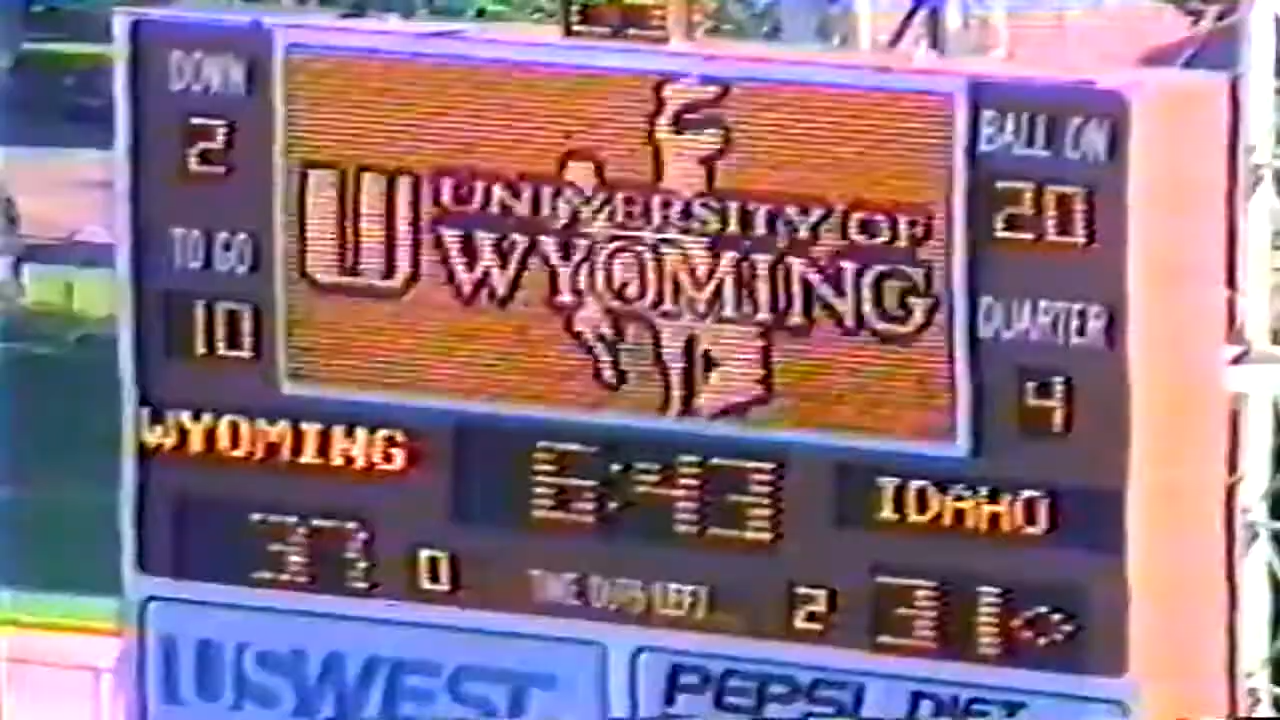 DOWN
2
TO GO
10
U UNIVERSITY OF
WYOMING
BALL ON
20
QUARTER
4
WYOMING
6:43
IDAHO
37
0
TIME OUTS LEFT
2
31
USWEST
PEPSI DIET